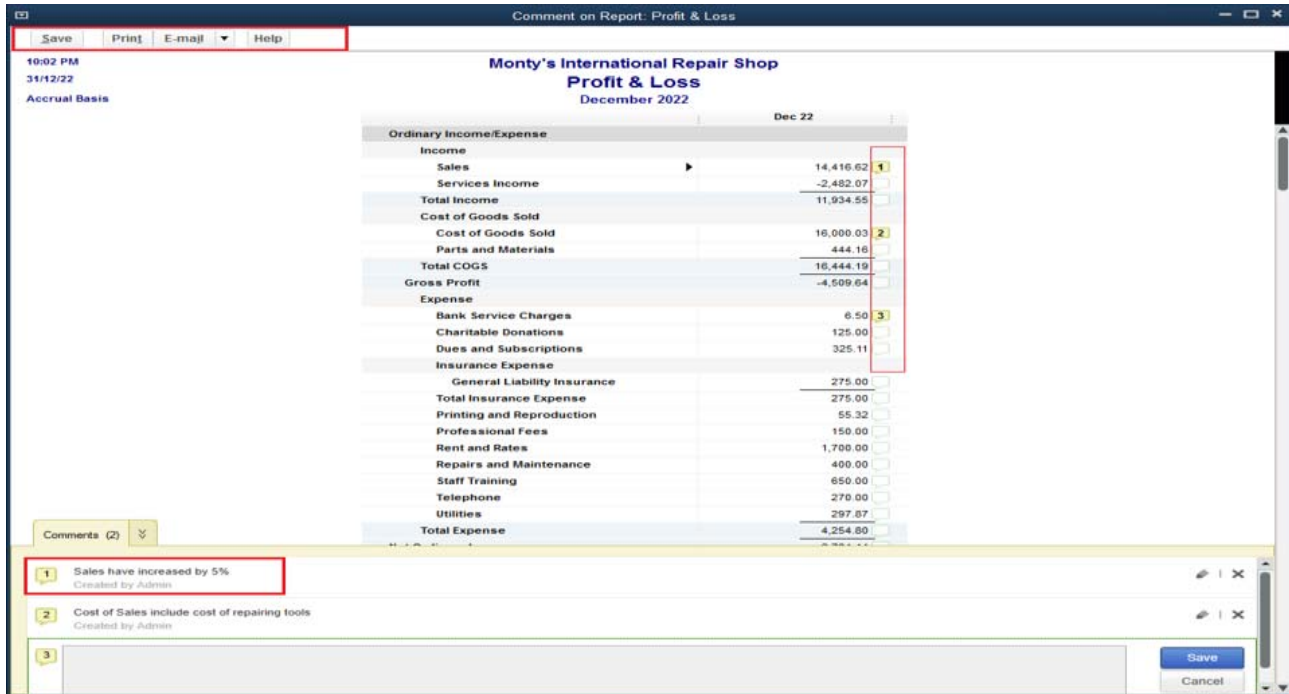 Comment on Report: Profit & Loss
Save Print E-mail Help
10:02 PM
31/12/22
Accrual Basis
Monty's International Repair Shop
Profit & Loss
December 2022
Dec 22
Ordinary Income/Expense
Income
Sales 14,416.62 1
Services Income -2,482.07
Total Income 11,934.55
Cost of Goods Sold
Cost of Goods Sold 16,000.03 2
Parts and Materials 444.16
Total COGS 16,444.19
Gross Profit -4,509.64
Expense
Bank Service Charges 6.50 3
Charitable Donations 125.00
Dues and Subscriptions 325.11
Insurance Expense
General Liability Insurance 275.00
Total Insurance Expense 275.00
Printing and Reproduction 55.32
Professional Fees 150.00
Rent and Rates 1,700.00
Repairs and Maintenance 400.00
Staff Training 650.00
Telephone 270.00
Utilities 297.87
Total Expense 4,254.80
Comments (2)
1 Sales have increased by 5%
Created by Admin
2 Cost of Sales include cost of repairing tools
Created by Admin
3
Save
Cancel